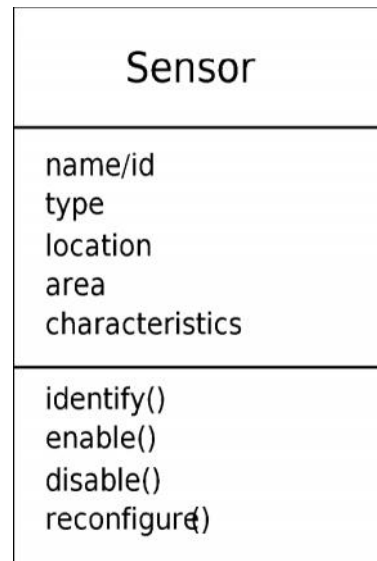 Sensor
name/id
type
location
area
characteristics
identify()
enable()
disable()
reconfigure()